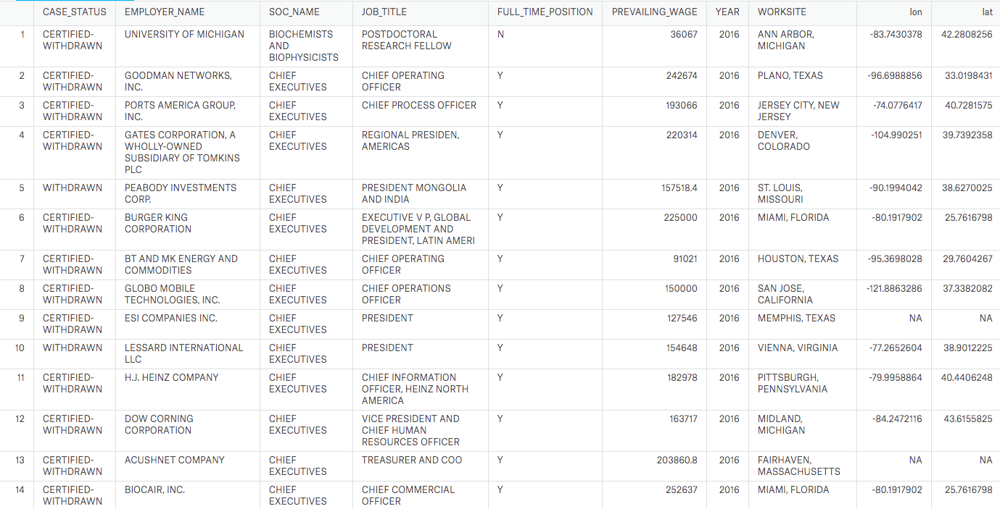 CASE_STATUS EMPLOYER_NAME SOC_NAME JOB_TITLE FULL_TIME_POSITION PREVAILING_WAGE YEAR WORKSITE lon lat
1 CERTIFIED- UNIVERSITY OF MICHIGAN BIOCHEMISTS POSTDOCTORAL N 36067 2016 ANN ARBOR, -83.7430378 42.2808256
WITHDRAWN AND RESEARCH FELLOW MICHIGAN
BIOPHYSICISTS
2 CERTIFIED- GOODMAN NETWORKS, CHIEF CHIEF OPERATING Y 242674 2016 PLANO, TEXAS -96.6988856 33.0198431
WITHDRAWN INC. EXECUTIVES OFFICER
3 CERTIFIED- PORTS AMERICA GROUP, CHIEF CHIEF PROCESS OFFICER Y 193066 2016 JERSEY CITY, NEW -74.0776417 40.7281575
WITHDRAWN INC. EXECUTIVES JERSEY
4 CERTIFIED- GATES CORPORATION, A CHIEF REGIONAL PRESIDEN, Y 220314 2016 DENVER, -104.990251 39.7392358
WITHDRAWN WHOLLY-OWNED EXECUTIVES AMERICAS COLORADO
SUBSIDIARY OF TOMKINS
PLC
5 WITHDRAWN PEABODY INVESTMENTS CHIEF PRESIDENT MONGOLIA Y 157518.4 2016 ST. LOUIS, -90.1994042 38.6270025
CORP. EXECUTIVES AND INDIA MISSOURI
6 CERTIFIED- BURGER KING CHIEF EXECUTIVE V P, GLOBAL Y 225000 2016 MIAMI, FLORIDA -80.1917902 25.7616798
WITHDRAWN CORPORATION EXECUTIVES DEVELOPMENT AND
PRESIDENT, LATIN AMERI
7 CERTIFIED- BT AND MK ENERGY AND CHIEF CHIEF OPERATING Y 91021 2016 HOUSTON, TEXAS -95.3698028 29.7604267
WITHDRAWN COMMODITIES EXECUTIVES OFFICER
8 CERTIFIED- GLOBO MOBILE CHIEF CHIEF OPERATIONS Y 150000 2016 SAN JOSE, -121.8863286 37.3382082
WITHDRAWN TECHNOLOGIES, INC. EXECUTIVES OFFICER CALIFORNIA
9 CERTIFIED- ESI COMPANIES INC. CHIEF PRESIDENT Y 127546 2016 MEMPHIS, TEXAS NA NA
WITHDRAWN EXECUTIVES
10 WITHDRAWN LESSARD INTERNATIONAL CHIEF PRESIDENT Y 154648 2016 VIENNA, VIRGINIA -77.2652604 38.9012225
LLC EXECUTIVES
11 CERTIFIED- H.J. HEINZ COMPANY CHIEF CHIEF INFORMATION Y 182978 2016 PITTSBURGH, -79.9958864 40.4406248
WITHDRAWN EXECUTIVES OFFICER, HEINZ NORTH PENNSYLVANIA
AMERICA
12 CERTIFIED- DOW CORNING CHIEF VICE PRESIDENT AND Y 163717 2016 MIDLAND, -84.2472116 43.6155825
WITHDRAWN CORPORATION EXECUTIVES CHIEF HUMAN MICHIGAN
RESOURCES OFFICER
13 CERTIFIED- ACUSHNET COMPANY CHIEF TREASURER AND COO Y 203860.8 2016 FAIRHAVEN, NA NA
WITHDRAWN EXECUTIVES MASSACHUSETTS
14 CERTIFIED- BIOCAIR, INC. CHIEF CHIEF COMMERCIAL Y 252637 2016 MIAMI, FLORIDA -80.1917902 25.7616798
WITHDRAWN EXECUTIVES OFFICER